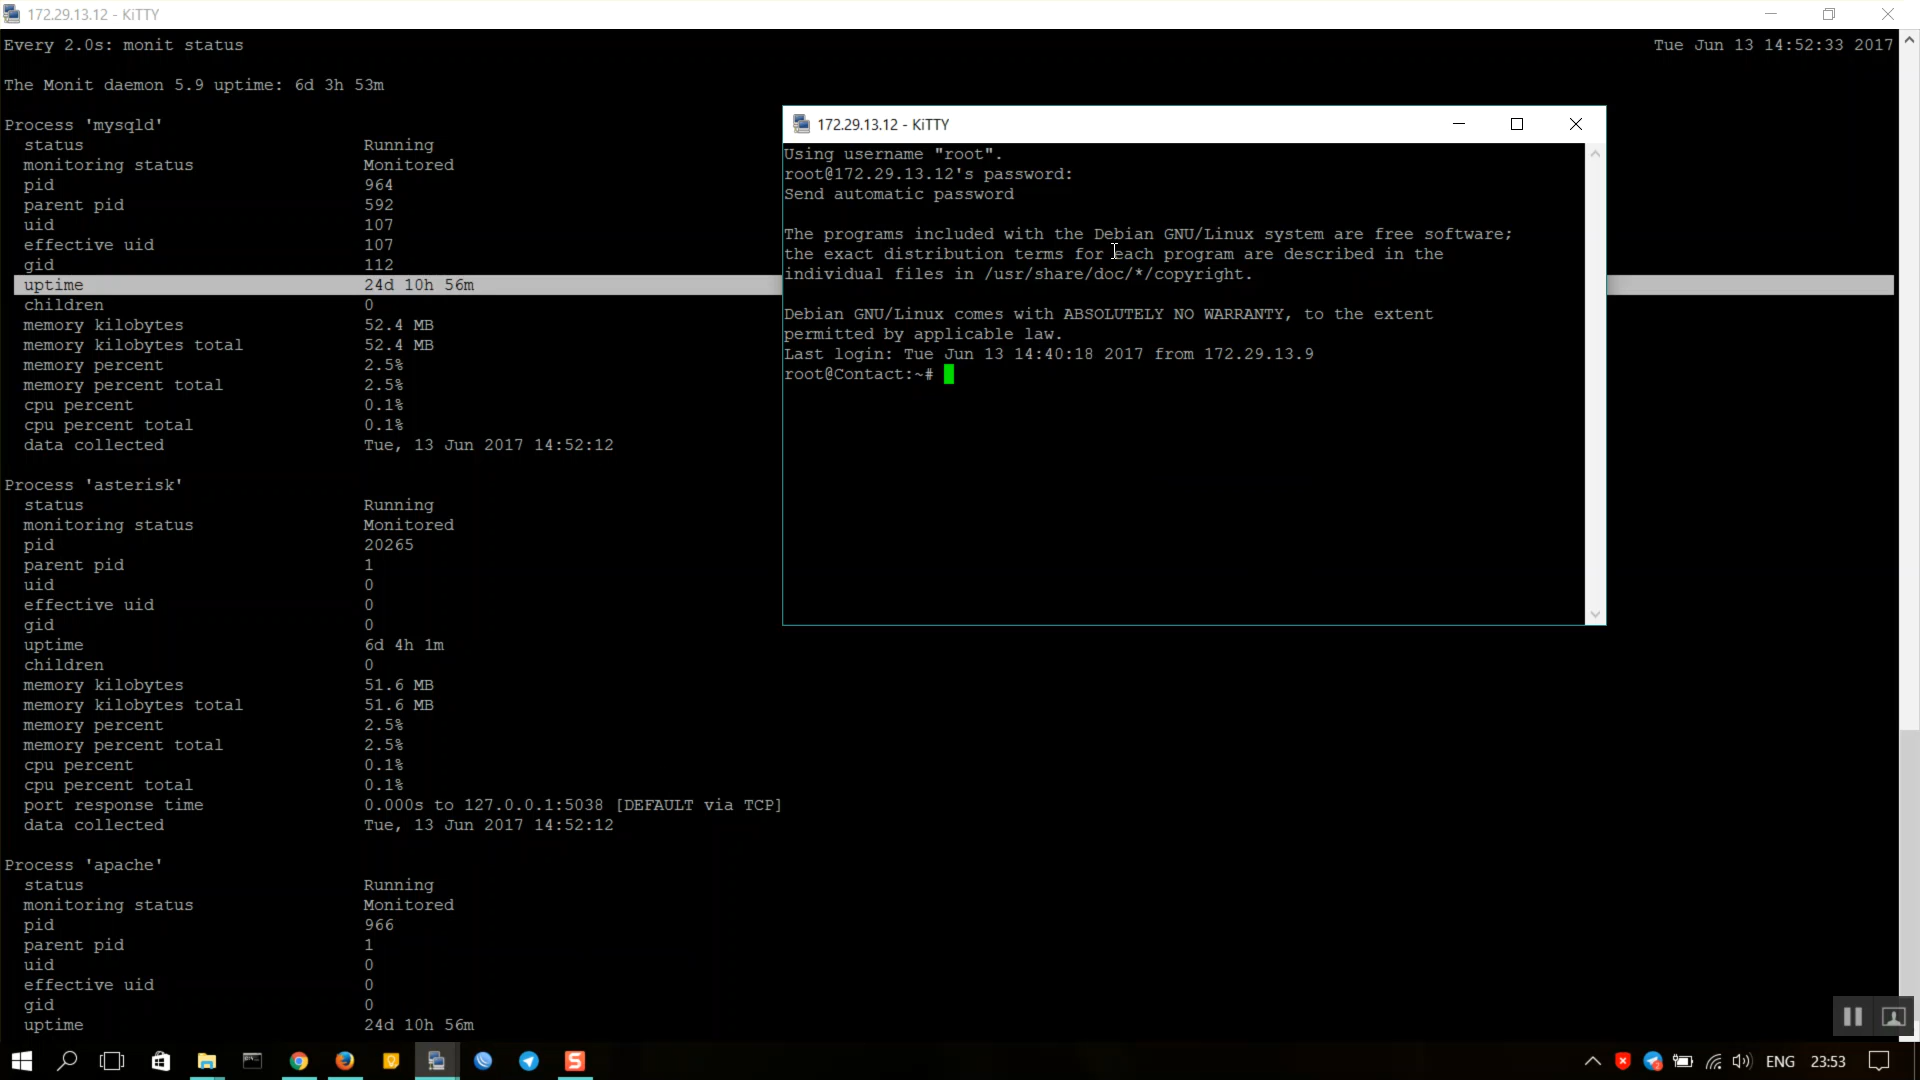 172.29.13.12 - KiTTY
Every 2.0s: monit status
Tue Jun 13 14:52:33 2017
The Monit daemon 5.9 uptime: 6d 3h 53m
Process 'mysqld'
status Running
monitoring status Monitored
pid 964
parent pid 592
uid 107
effective uid 107
gid 112
uptime 24d 10h 56m
children 0
memory kilobytes 52.4 MB
memory kilobytes total 52.4 MB
memory percent 2.5%
memory percent total 2.5%
cpu percent 0.1%
cpu percent total 0.1%
data collected Tue, 13 Jun 2017 14:52:12
Process 'asterisk'
status Running
monitoring status Monitored
pid 20265
parent pid 1
uid 0
effective uid 0
gid 0
uptime 6d 4h 1m
children 0
memory kilobytes 51.6 MB
memory kilobytes total 51.6 MB
memory percent 2.5%
memory percent total 2.5%
cpu percent 0.1%
cpu percent total 0.1%
port response time 0.000s to 127.0.0.1:5038 [DEFAULT via TCP]
data collected Tue, 13 Jun 2017 14:52:12
Process 'apache'
status Running
monitoring status Monitored
pid 966
parent pid 1
uid 0
effective uid 0
gid 0
uptime 24d 10h 56m
172.29.13.12 - KiTTY
Using username "root".
root@172.29.13.12's password:
Send automatic password
The programs included with the Debian GNU/Linux system are free software;
the exact distribution terms for each program are described in the
individual files in /usr/share/doc/*/copyright.
Debian GNU/Linux comes with ABSOLUTELY NO WARRANTY, to the extent
permitted by applicable law.
Last login: Tue Jun 13 14:40:18 2017 from 172.29.13.9
root@Contact:~#
ENG 23:53